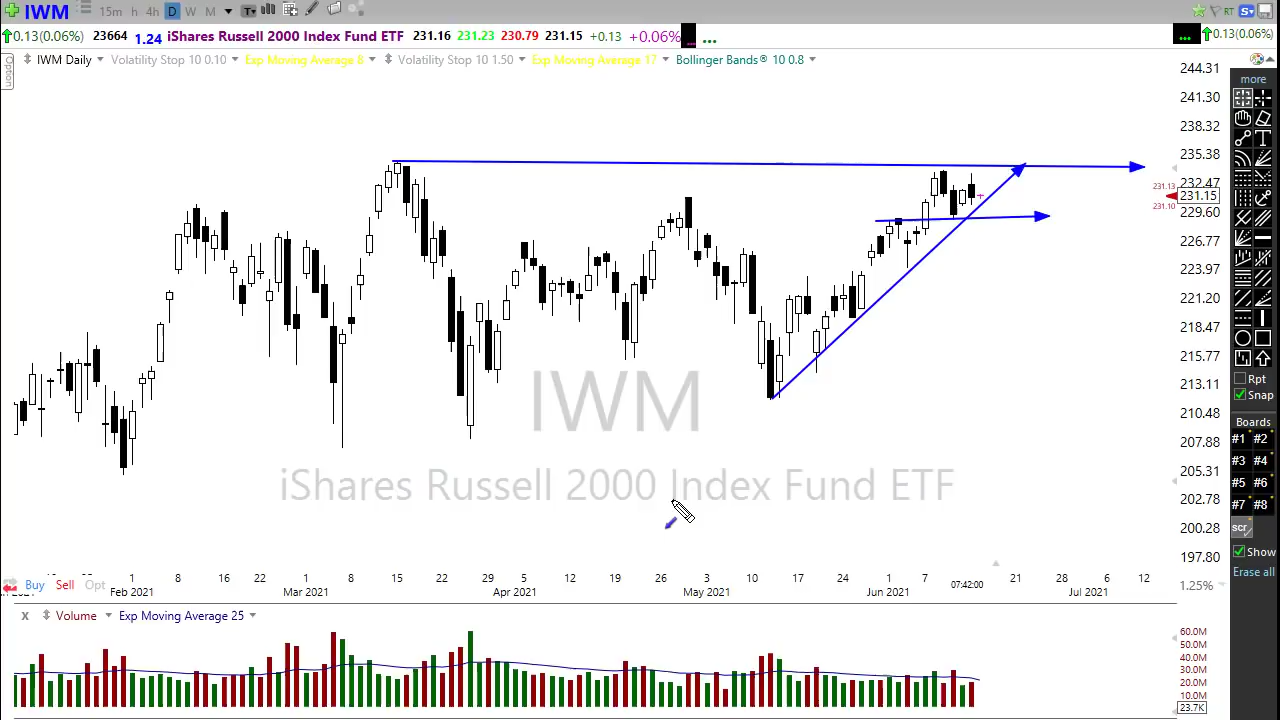 IWM 15m h 4h D W M T RT S
0.13(0.06%) 23664 1.24 iShares Russell 2000 Index Fund ETF 231.16 231.23 230.79 231.15 +0.13 +0.06% ... ... 0.13(0.06%)
Option
IWM Daily Volatility Stop 10 0.10 Exp Moving Average 8 Volatility Stop 10 1.50 Exp Moving Average 17 Bollinger Bands® 10 0.8
244.31
241.30
238.32
235.38
232.47
231.13
231.15
231.10
229.60
226.77
223.97
221.20
218.47
215.77
213.11
210.48
207.88
205.31
202.78
200.28
197.80
IWM
iShares Russell 2000 Index Fund ETF
more
Rpt
Snap
Boards
#1 #2
#3 #4
#5 #6
#7 #8
scr
Show
Erase all
Buy Sell Opt
1 8 16 22 1 8 15 22 29 5 12 19 26 3 10 17 24 1 7 07:42:00 21 28 6 12
Feb 2021 Mar 2021 Apr 2021 May 2021 Jun 2021 Jul 2021
1.25%
X Volume Exp Moving Average 25
60.0M
50.0M
40.0M
30.0M
20.0M
10.0M
23.7K